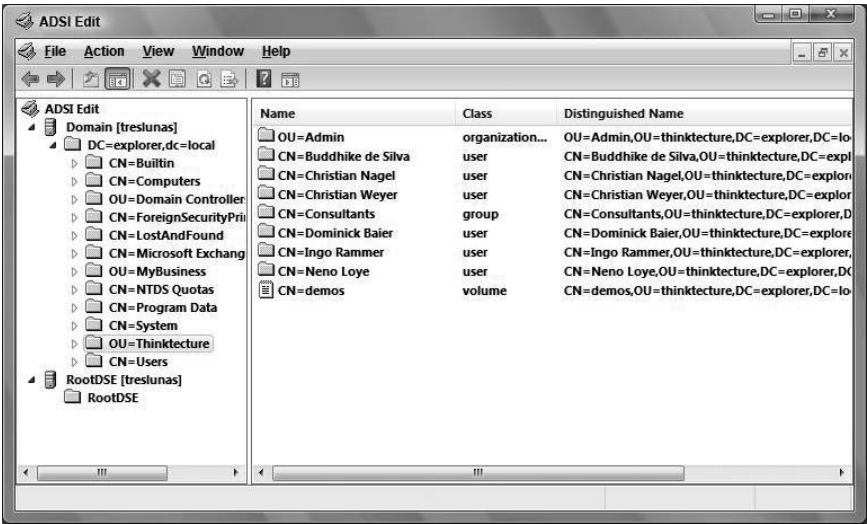 ADSI Edit
File Action View Window Help
ADSI Edit
Domain [treslunas]
DC=explorer,dc=local
CN=Builtin
CN=Computers
OU=Domain Controller
CN=ForeignSecurityPri
CN=LostAndFound
CN=Microsoft Exchang
OU=MyBusiness
CN=NTDS Quotas
CN=Program Data
CN=System
OU=Thinktecture
CN=Users
RootDSE [treslunas]
RootDSE
Name Class Distinguished Name
OU=Admin organization... OU=Admin,OU=thinktecture,DC=explorer,DC=lo
CN=Buddhike de Silva user CN=Buddhike de Silva,OU=thinktecture,DC=expl
CN=Christian Nagel user CN=Christian Nagel,OU=thinktecture,DC=explor
CN=Christian Weyer user CN=Christian Weyer,OU=thinktecture,DC=explor
CN=Consultants group CN=Consultants,OU=thinktecture,DC=explorer,D
CN=Dominick Baier user CN=Dominick Baier,OU=thinktecture,DC=explore
CN=Ingo Rammer user CN=Ingo Rammer,OU=thinktecture,DC=explorer,
CN=Neno Loye user CN=Neno Loye,OU=thinktecture,DC=explorer,DC
CN=demos volume CN=demos,OU=thinktecture,DC=explorer,DC=lo